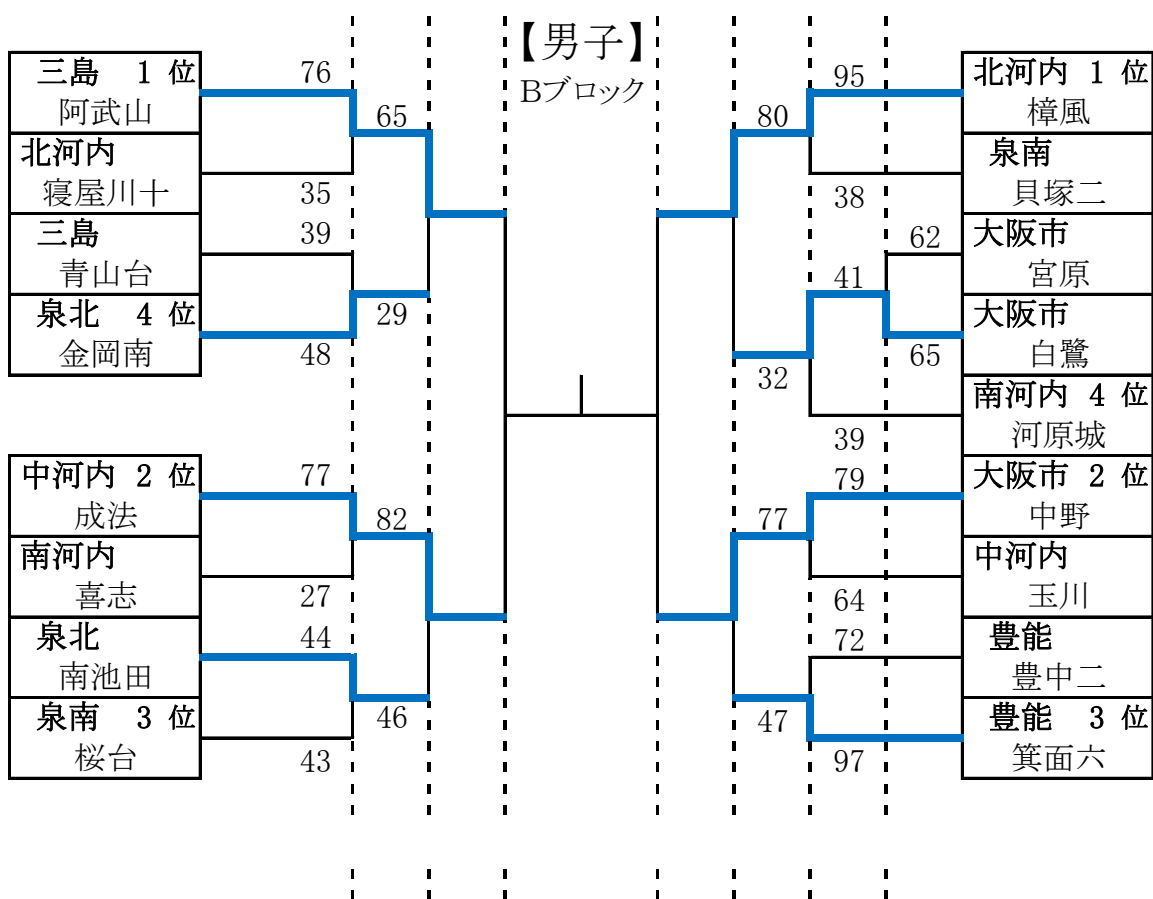 【男子】
Bブロック
三島 1 位
阿武山
北河内
寝屋川十
三島
青山台
泉北 4 位
金岡南
76
35
39
48
65
29
中河内 2 位
成法
南河内
喜志
泉北
南池田
泉南 3 位
桜台
77
27
44
43
82
46
80
32
77
47
95
38
41
39
79
64
72
97
62
65
北河内 1 位
樟風
泉南
貝塚二
大阪市
宮原
大阪市
白鷺
南河内 4 位
河原城
大阪市 2 位
中野
中河内
玉川
豊能
豊中二
豊能 3 位
箕面六